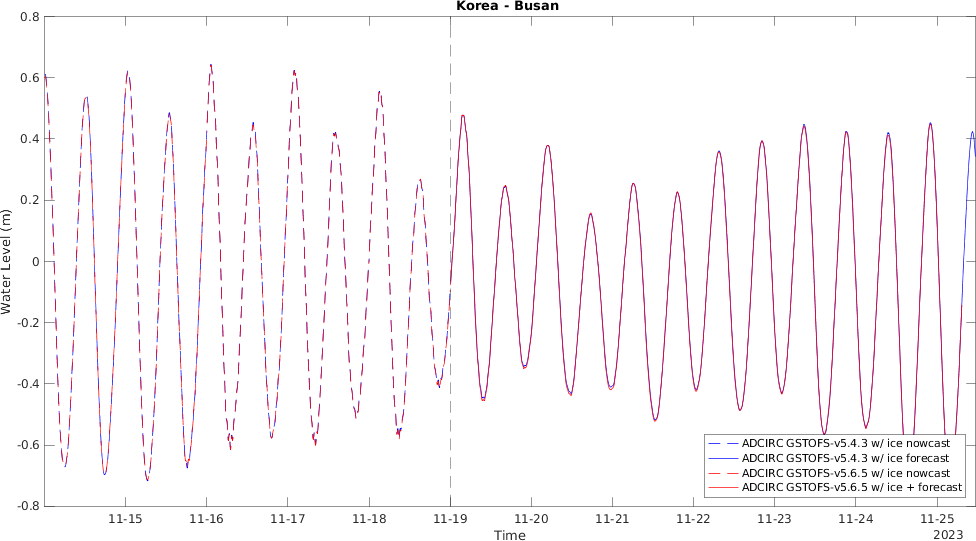 Korea - Busan
Water Level (m)
0.8
0.6
0.4
0.2
0
-0.2
-0.4
-0.6
-0.8
ADCIRC GSTOFS-v5.4.3 w/ ice nowcast
ADCIRC GSTOFS-v5.4.3 w/ ice forecast
ADCIRC GSTOFS-v5.6.5 w/ ice nowcast
ADCIRC GSTOFS-v5.6.5 w/ ice + forecast
11-15 11-16 11-17 11-18 11-19 11-20 11-21 11-22 11-23 11-24 11-25
Time 2023